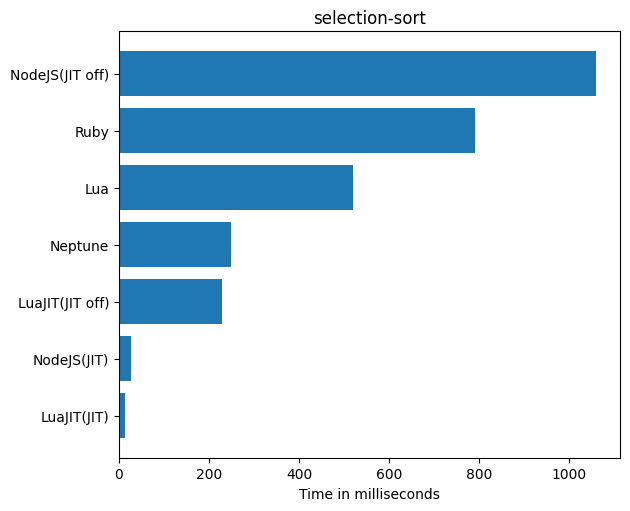 selection-sort
NodeJS(JIT off)
Ruby
Lua
Neptune
LuaJIT(JIT off)
NodeJS(JIT)
LuaJIT(JIT)
0 200 400 600 800 1000
Time in milliseconds